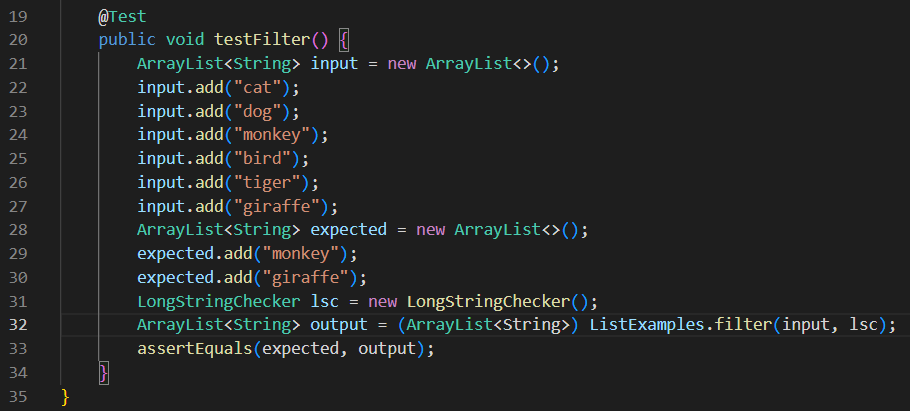 19 @Test
20 public void testFilter() {
21 ArrayList<String> input = new ArrayList<>();
22 input.add("cat");
23 input.add("dog");
24 input.add("monkey");
25 input.add("bird");
26 input.add("tiger");
27 input.add("giraffe");
28 ArrayList<String> expected = new ArrayList<>();
29 expected.add("monkey");
30 expected.add("giraffe");
31 LongStringChecker lsc = new LongStringChecker();
32 ArrayList<String> output = (ArrayList<String>) ListExamples.filter(input, lsc);
33 assertEquals(expected, output);
34 }
35 }